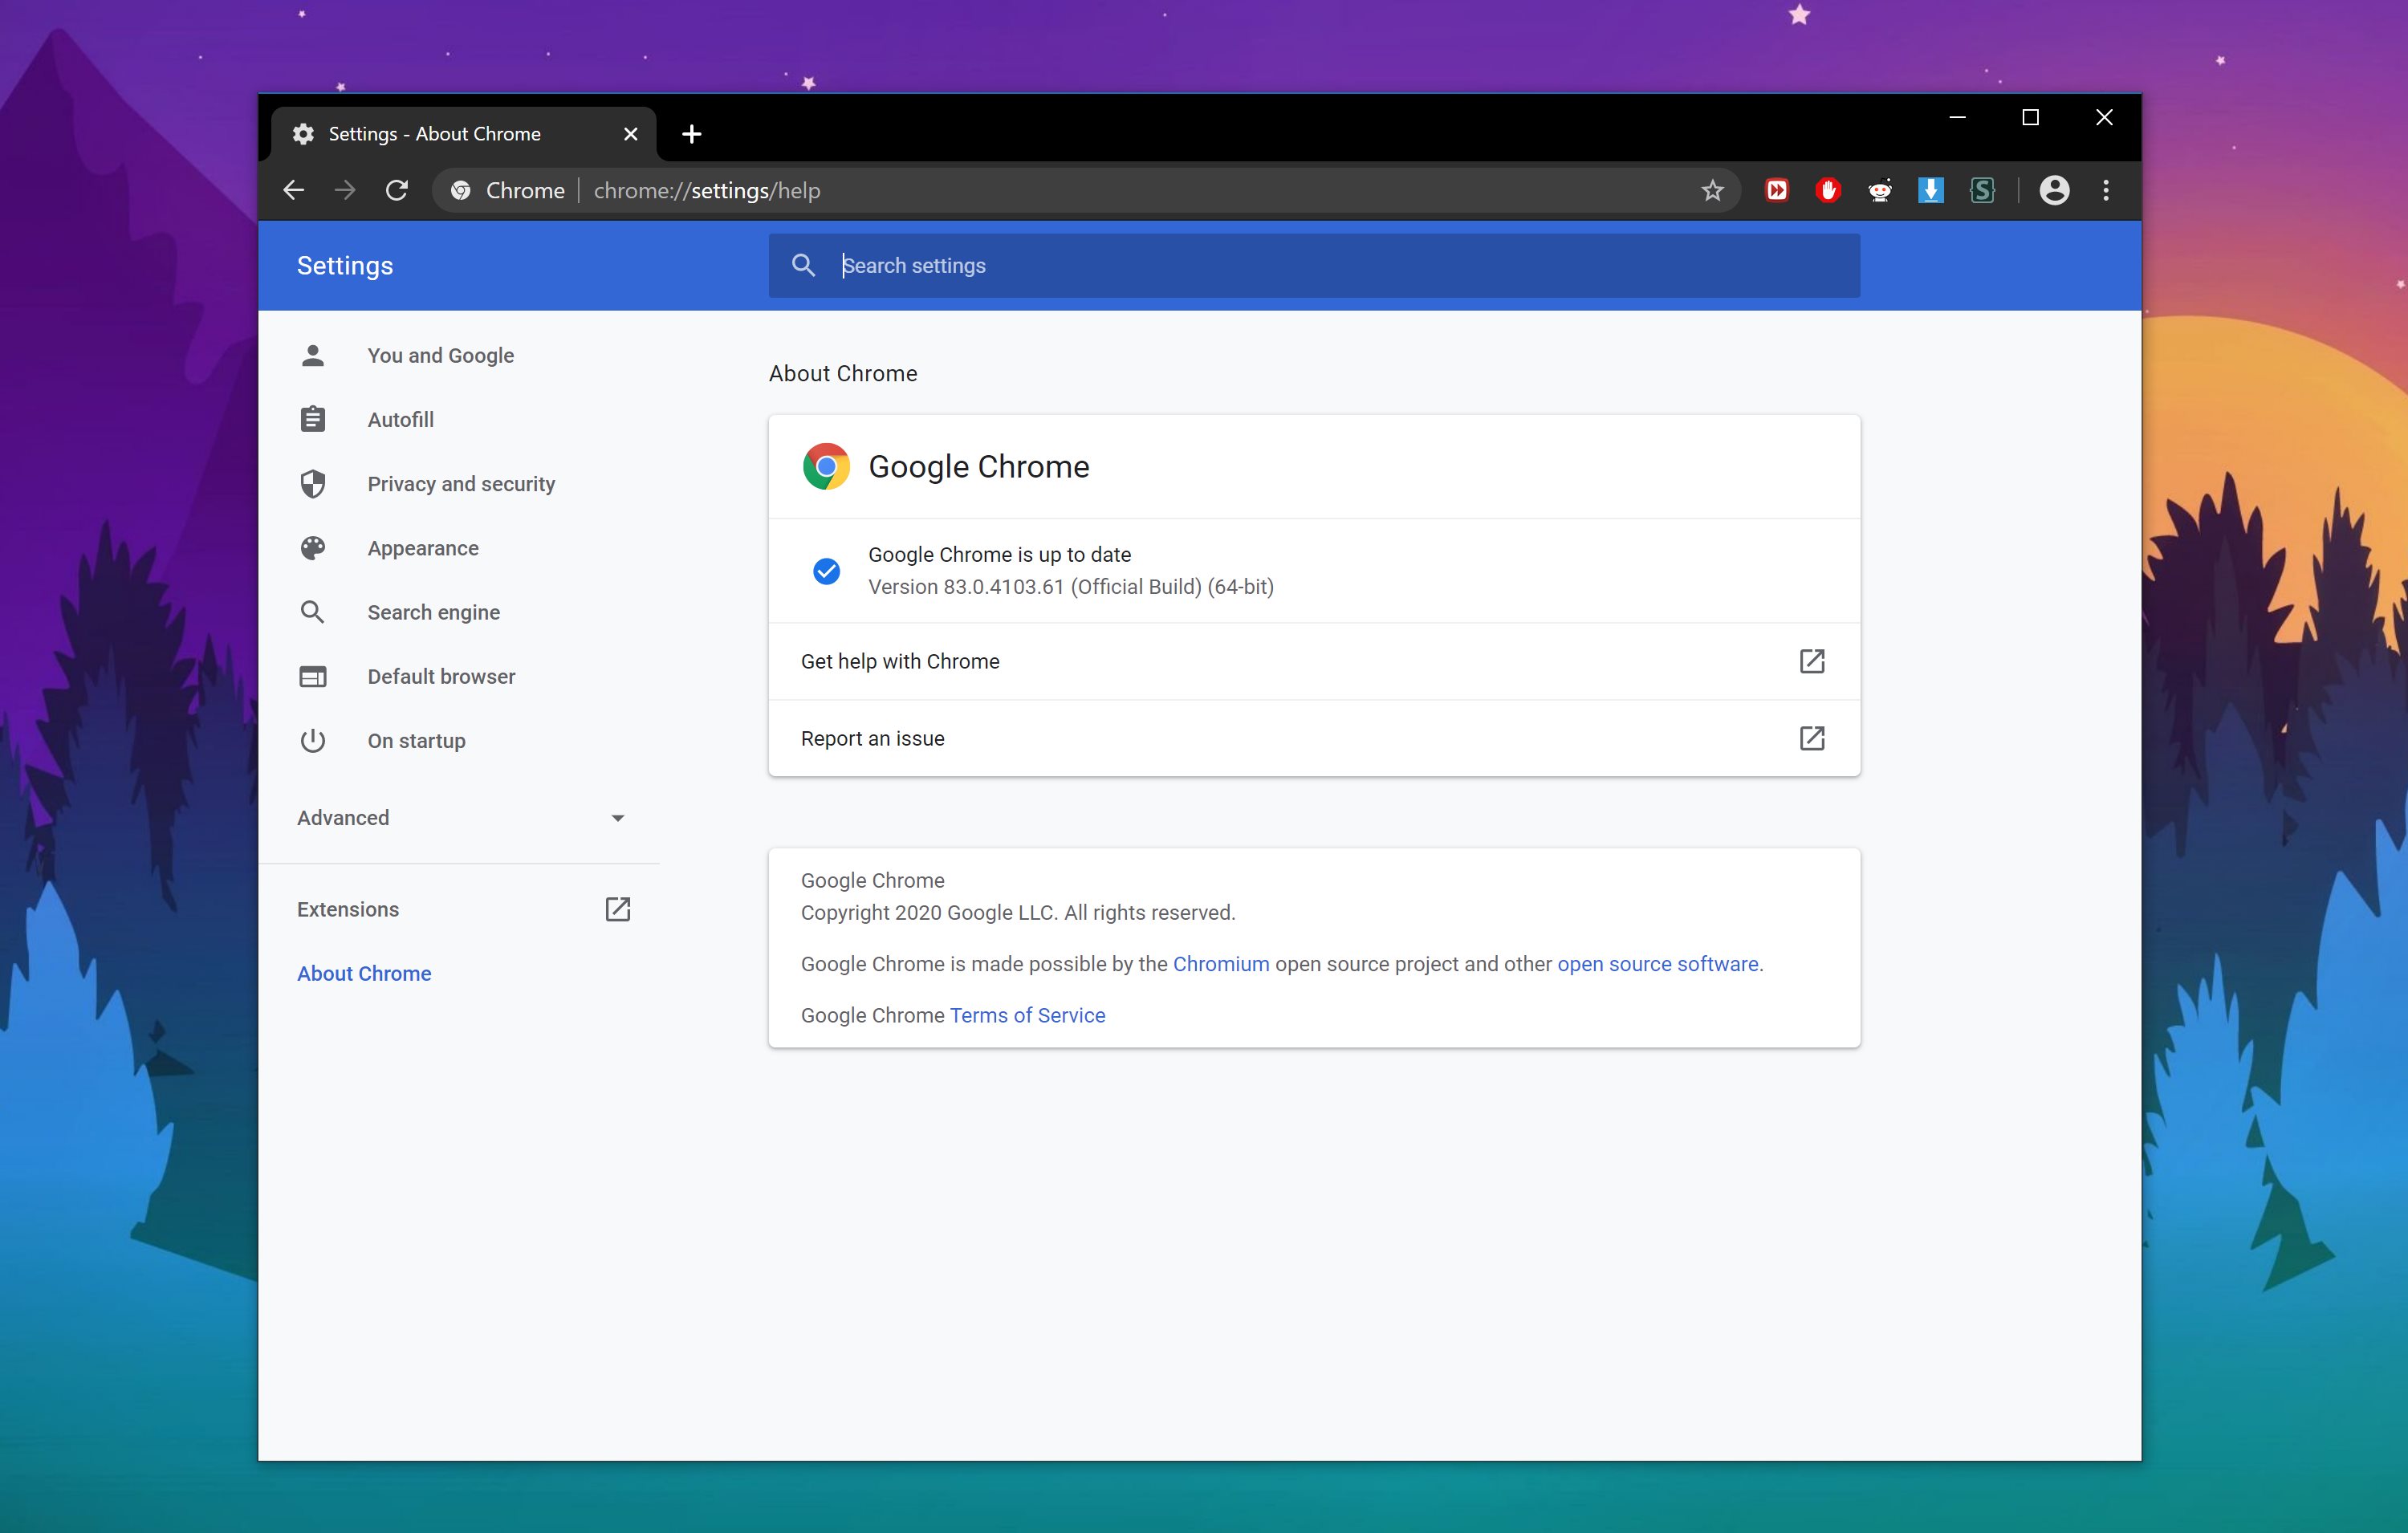 Settings - About Chrome
Chrome chrome://settings/help
Settings
Search settings
You and Google
Autofill
Privacy and security
Appearance
Search engine
Default browser
On startup
Advanced
Extensions
About Chrome
About Chrome
Google Chrome
Google Chrome is up to date
Version 83.0.4103.61 (Official Build) (64-bit)
Get help with Chrome
Report an issue
Google Chrome
Copyright 2020 Google LLC. All rights reserved.
Google Chrome is made possible by the Chromium open source project and other open source software.
Google Chrome Terms of Service